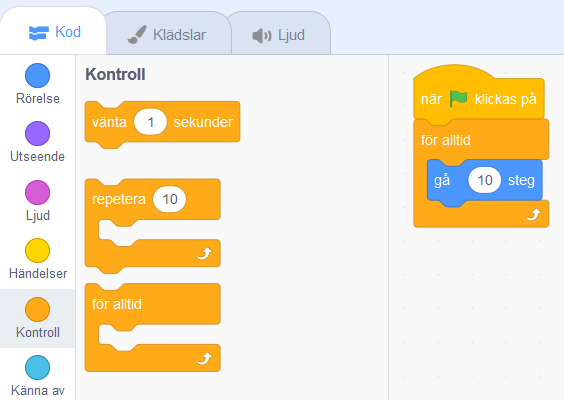 Kod
Klädslar
Ljud
Rörelse
Utseende
Ljud
Händelser
Kontroll
Känna av
Kontroll
vänta 1 sekunder
repetera 10
för alltid
när klickas på
för alltid
gå 10 steg